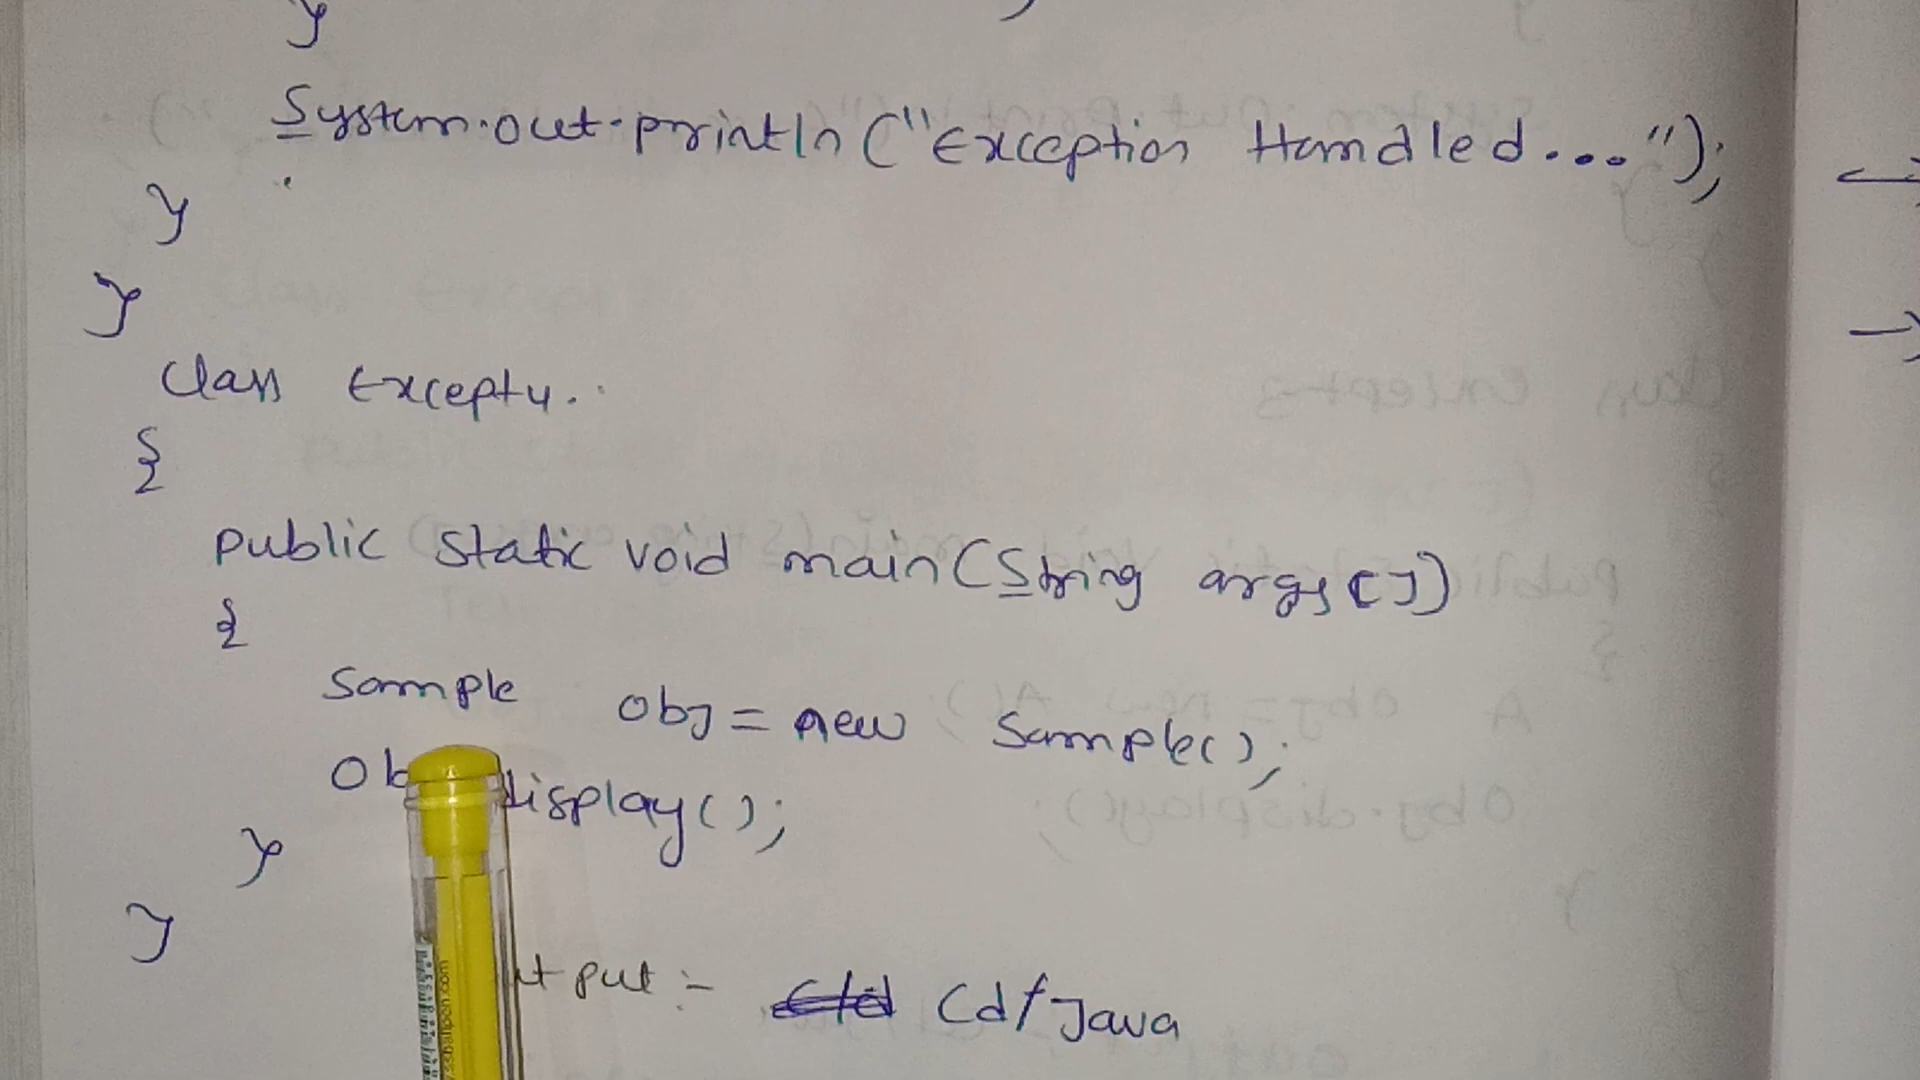 }
System.out.println("Exception Handled...");
}
}
class Except4
{
public static void main(String args[])
{
Sample obj = new Sample();
display();
}
}
put :- cd/Java